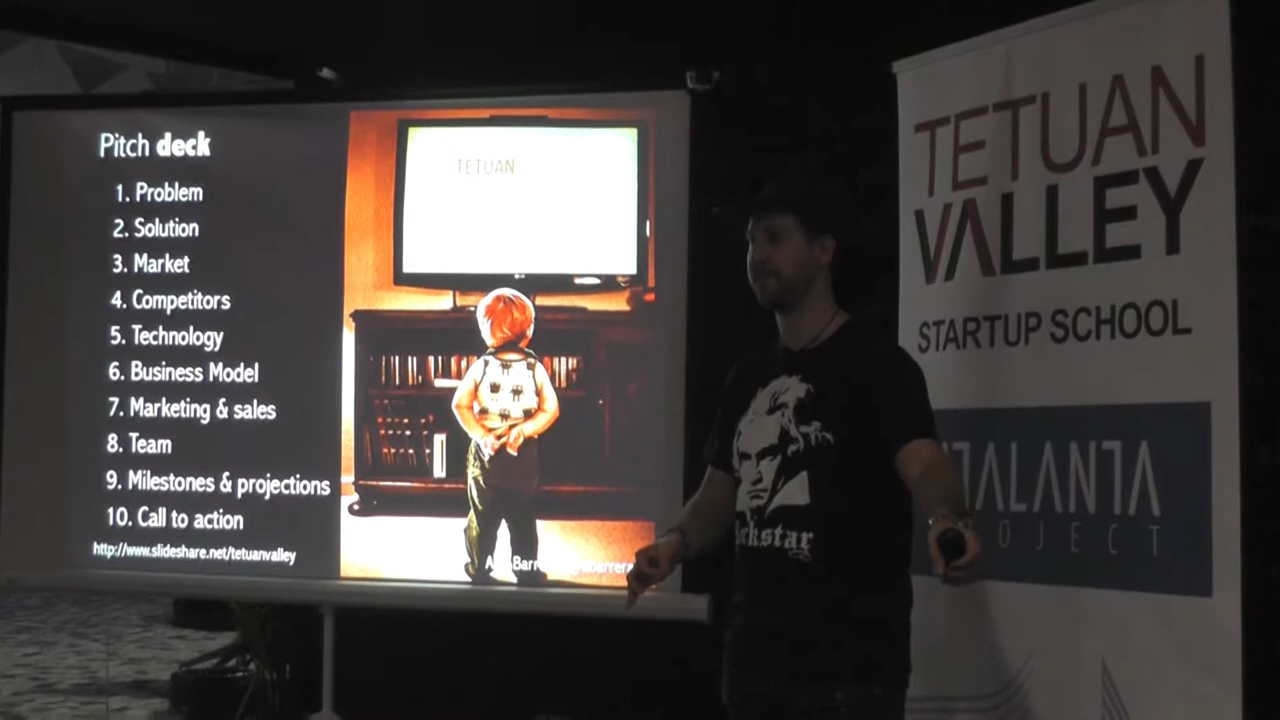 Pitch deck
1. Problem
2. Solution
3. Market
4. Competitors
5. Technology
6. Business Model
7. Marketing & sales
8. Team
9. Milestones & projections
10. Call to action
http://www.slideshare.net/tetuanvalley
TETUAN
TETUAN
VALLEY
STARTUP SCHOOL